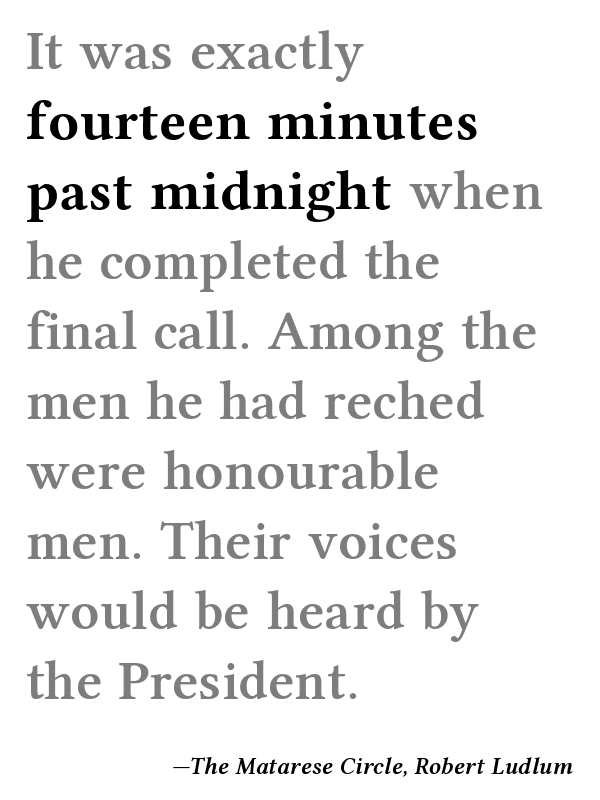 It was exactly
fourteen minutes
past midnight when
he completed the
final call. Among the
men he had reched
were honourable
men. Their voices
would be heard by
the President.
—The Matarese Circle, Robert Ludlum